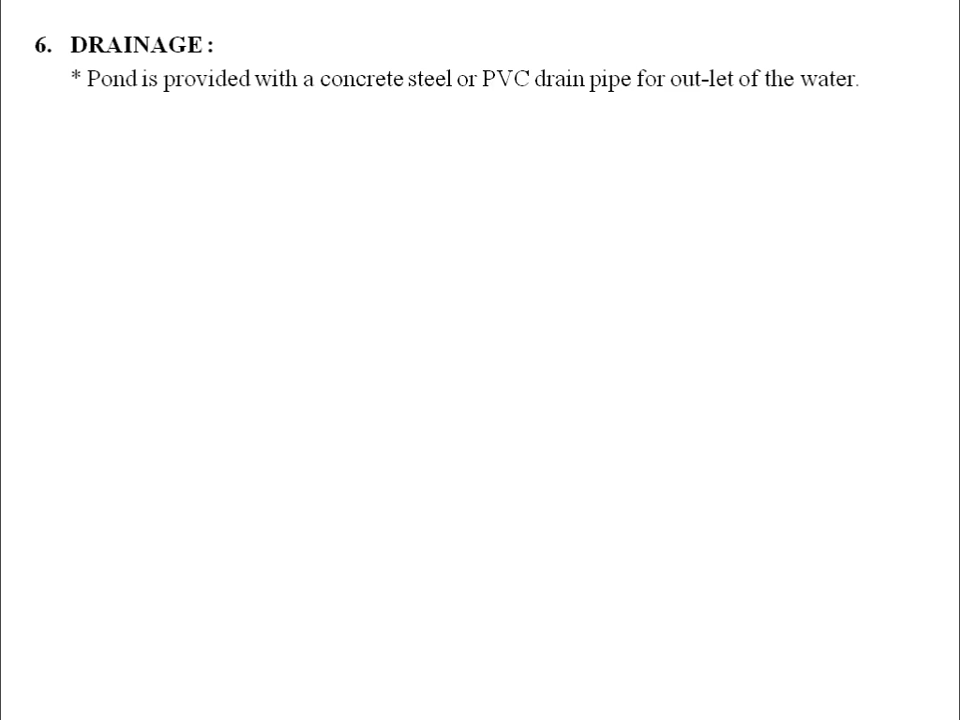 6. DRAINAGE :
* Pond is provided with a concrete steel or PVC drain pipe for out-let of the water.